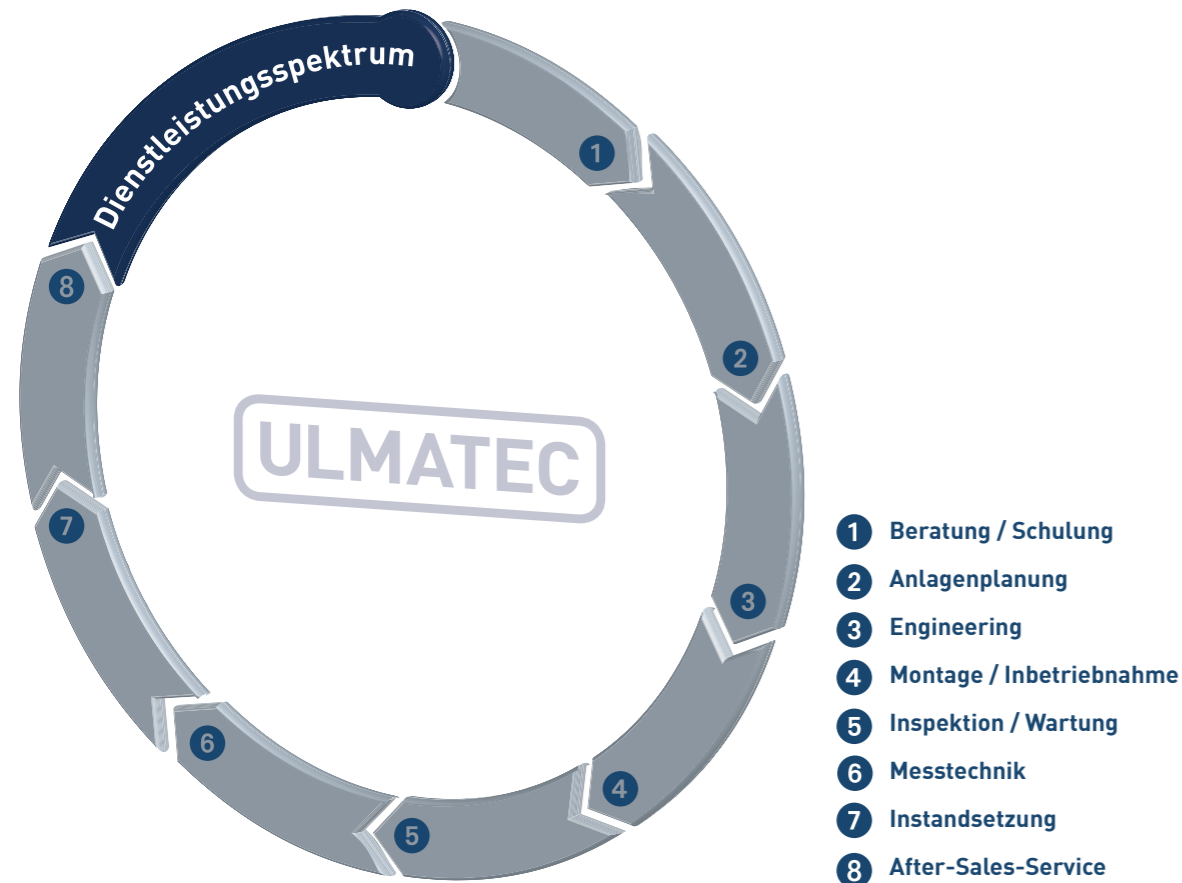 Dienstleistungsspektrum
1
2
3
4
5
6
7
8
ULMATEC
1 Beratung / Schulung
2 Anlagenplanung
3 Engineering
4 Montage / Inbetriebnahme
5 Inspektion / Wartung
6 Messtechnik
7 Instandsetzung
8 After-Sales-Service